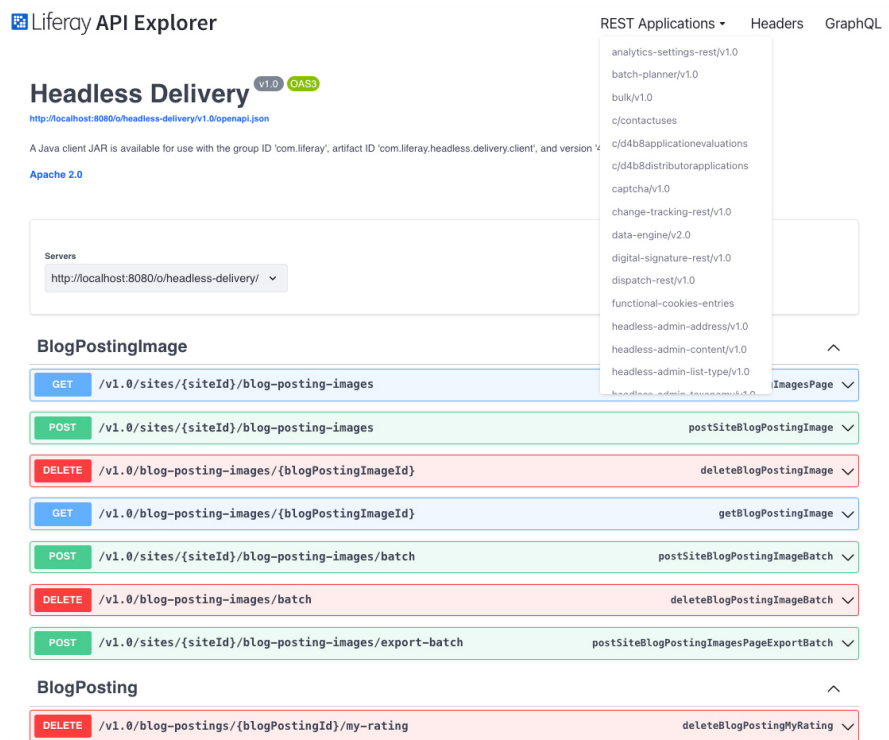 Liferay API Explorer
REST Applications
Headers
GraphQL
analytics-settings-rest/v1.0
batch-planner/v1.0
bulk/v1.0
c/contactuses
c/d4b8applicationevaluations
c/d4b8distributorapplications
captcha/v1.0
change-tracking-rest/v1.0
data-engine/v2.0
digital-signature-rest/v1.0
dispatch-rest/v1.0
functional-cookies-entries
headless-admin-address/v1.0
headless-admin-content/v1.0
headless-admin-list-type/v1.0
headless-admin-taxonomy/v1.0
Headless Delivery v1.0 OAS3
http://localhost:8080/o/headless-delivery/v1.0/openapi.json
A Java client JAR is available for use with the group ID 'com.liferay', artifact ID 'com.liferay.headless.delivery.client', and version '4
Apache 2.0
Servers
http://localhost:8080/o/headless-delivery/
BlogPostingImage
GET /v1.0/sites/{siteId}/blog-posting-images ImagesPage
POST /v1.0/sites/{siteId}/blog-posting-images postSiteBlogPostingImage
DELETE /v1.0/blog-posting-images/{blogPostingImageId} deleteBlogPostingImage
GET /v1.0/blog-posting-images/{blogPostingImageId} getBlogPostingImage
POST /v1.0/sites/{siteId}/blog-posting-images/batch postSiteBlogPostingImageBatch
DELETE /v1.0/blog-posting-images/batch deleteBlogPostingImageBatch
POST /v1.0/sites/{siteId}/blog-posting-images/export-batch postSiteBlogPostingImagesPageExportBatch
BlogPosting
DELETE /v1.0/blog-postings/{blogPostingId}/my-rating deleteBlogPostingMyRating